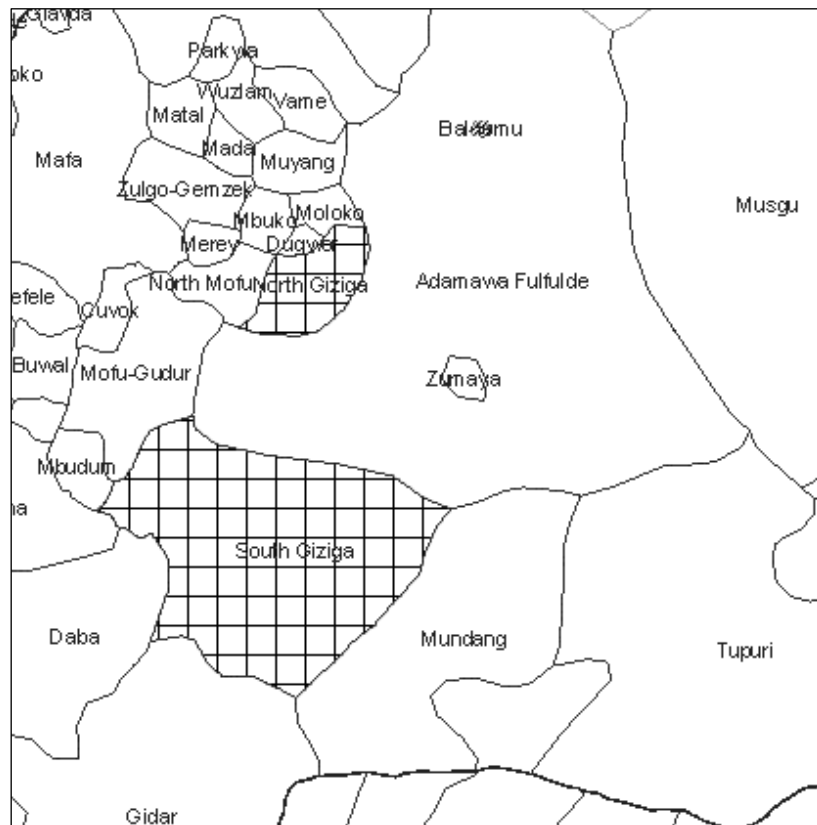 Glavda
Parkwa
oko
Wuzlam
Vame
Matal
Mada
Mafa
Muyang
Zulgo-Gemzek
Mbuko
Moloko
Musgu
Merey
Dugwor
North Mofu
North Giziga
Adamawa Fulfulde
efele
Cuvok
Buwal
Mofu-Gudur
Zumaya
Mbudum
na
South Giziga
Daba
Mundang
Tupuri
Gidar